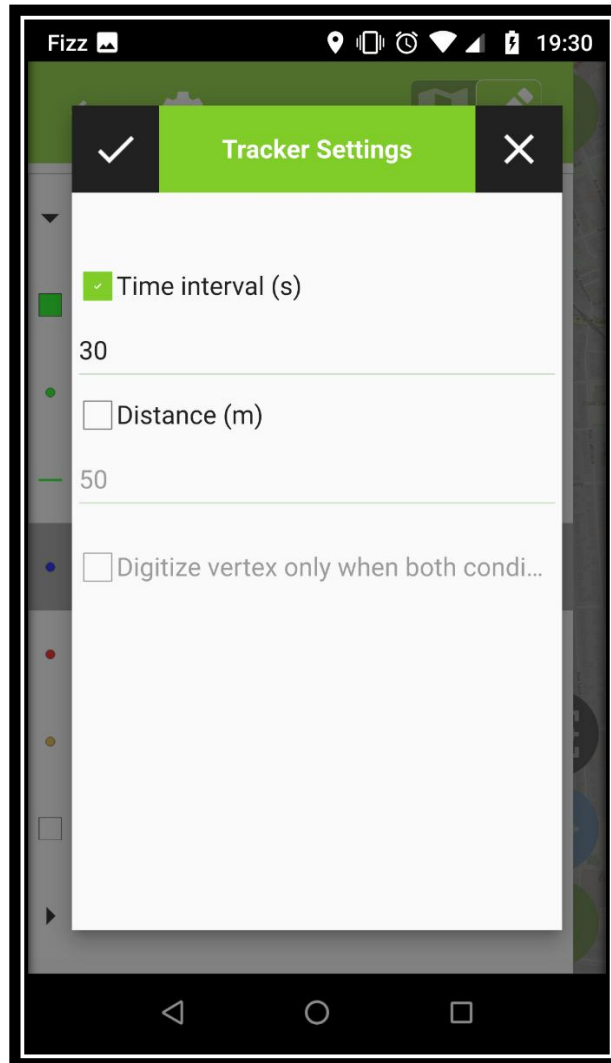 Fizz 19:30
Tracker Settings
Time interval (s)
30
Distance (m)
50
Digitize vertex only when both condi...